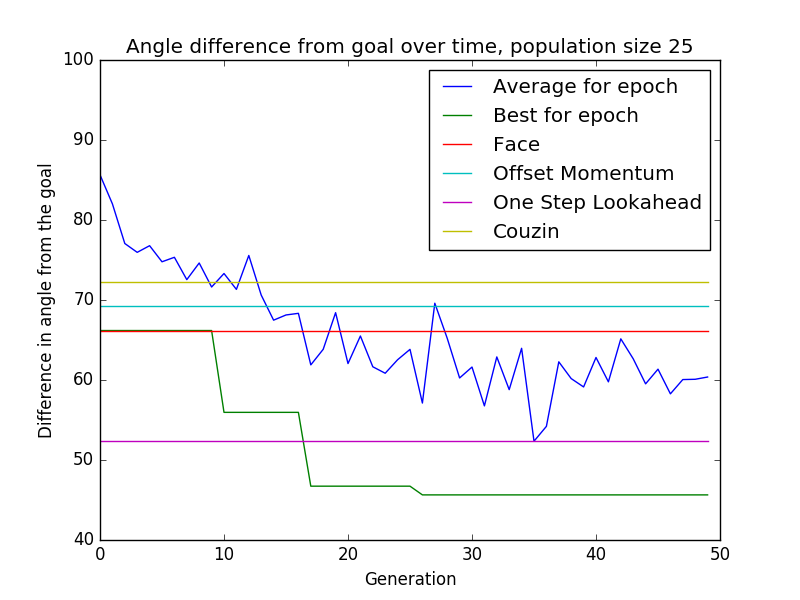 Angle difference from goal over time, population size 25
100
90
80
70
60
50
40
Difference in angle from the goal
Average for epoch
Best for epoch
Face
Offset Momentum
One Step Lookahead
Couzin
0 10 20 30 40 50
Generation